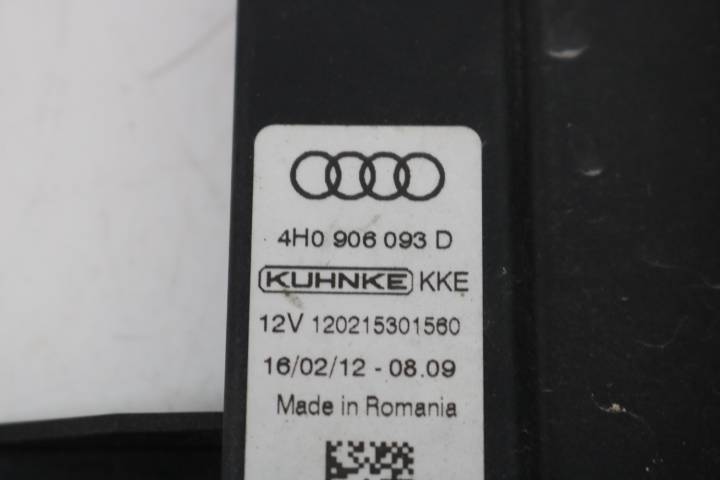 4H0 906 093 D
KUHNKE KKE
12V 120215301560
16/02/12 - 08.09
Made in Romania